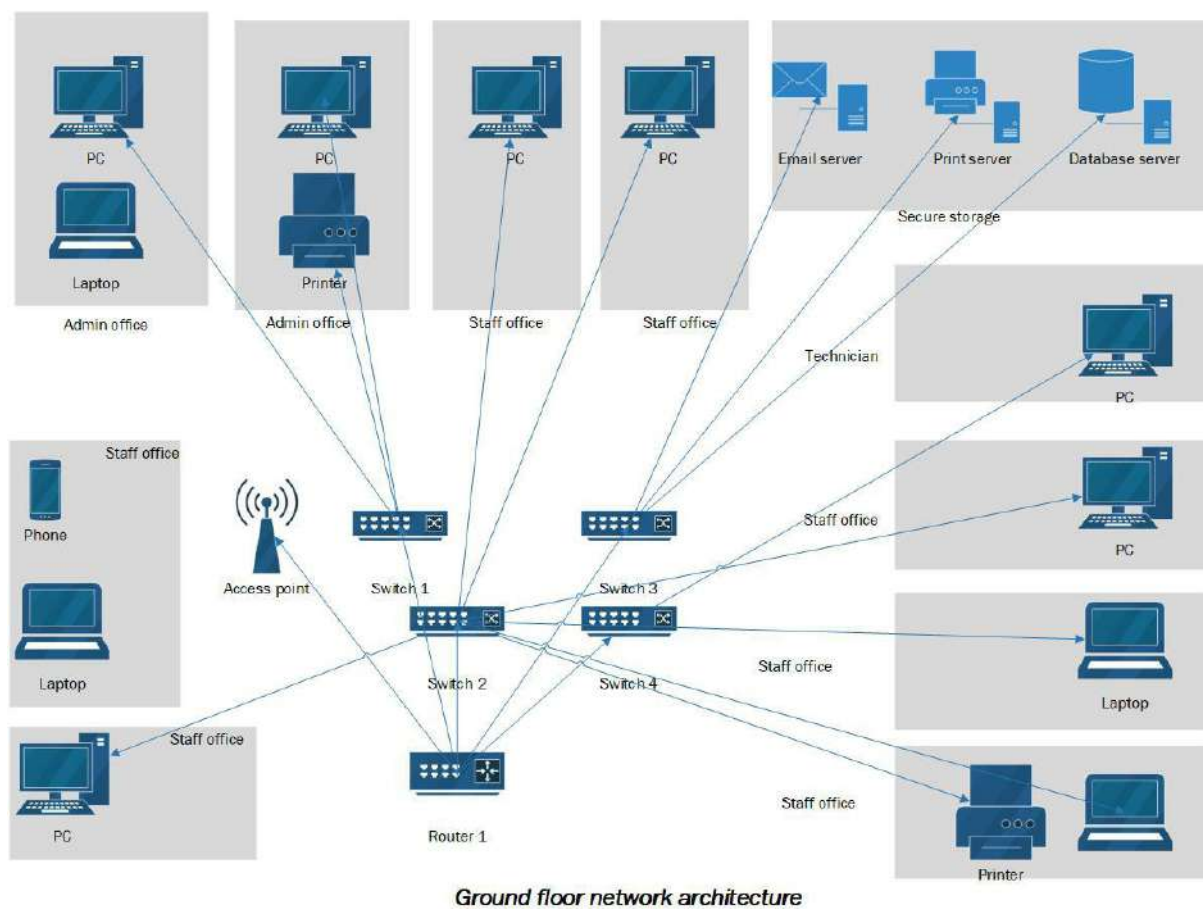 PC
PC
PC
PC
Email server
Print server
Database server
Secure storage
Laptop
Printer
Admin office
Admin office
Staff office
Staff office
Technician
PC
Staff office
Phone
Staff office
PC
Access point
Switch 1
Switch 3
Laptop
Switch 2
Switch 4
Staff office
Laptop
Staff office
PC
Router 1
Staff office
Printer
Ground floor network architecture